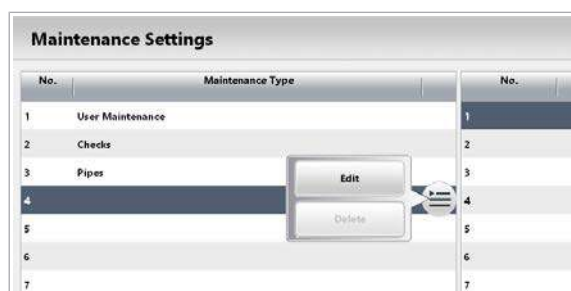 Maintenance Settings
No. Maintenance Type No.
1 User Maintenance 1
2 Checks 2
3 Pipes Edit 3
4 4
Delete
5 5
6 6
7 7